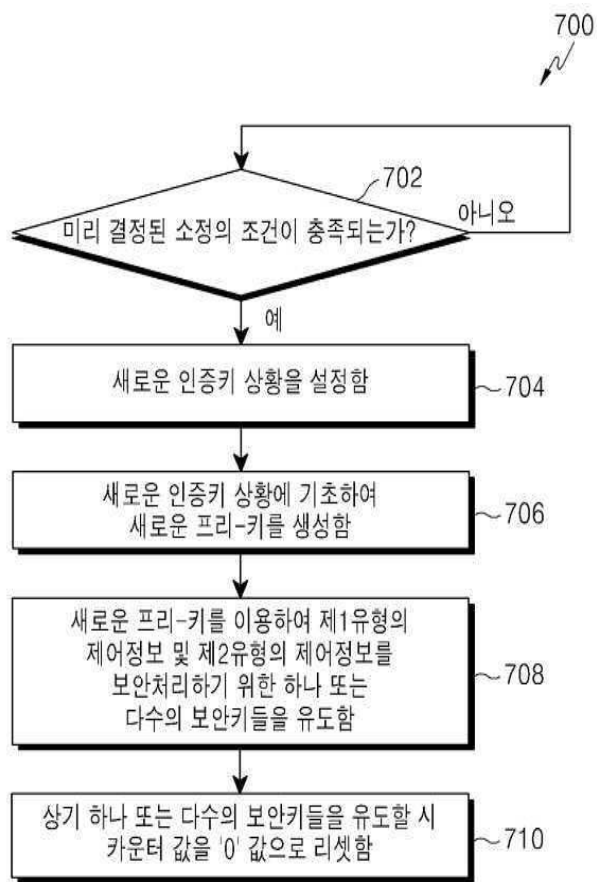 700
702
미리 결정된 소정의 조건이 충족되는가?
아니오
예
새로운 인증키 상황을 설정함
704
새로운 인증키 상황에 기초하여
새로운 프리-키를 생성함
706
새로운 프리-키를 이용하여 제1유형의
제어정보 및 제2유형의 제어정보를
보안처리하기 위한 하나 또는
다수의 보안키들을 유도함
708
상기 하나 또는 다수의 보안키들을 유도할 시
카운터 값을 '0' 값으로 리셋함
710